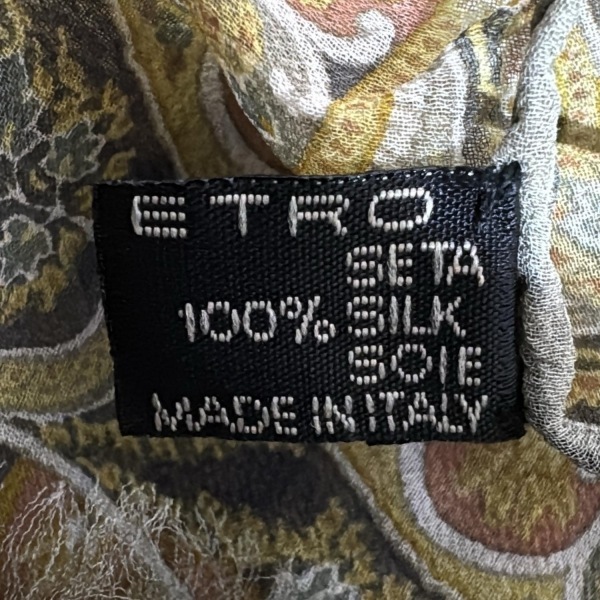 ETRO
SETA
100% SILK
SOIE
MADE IN ITALY